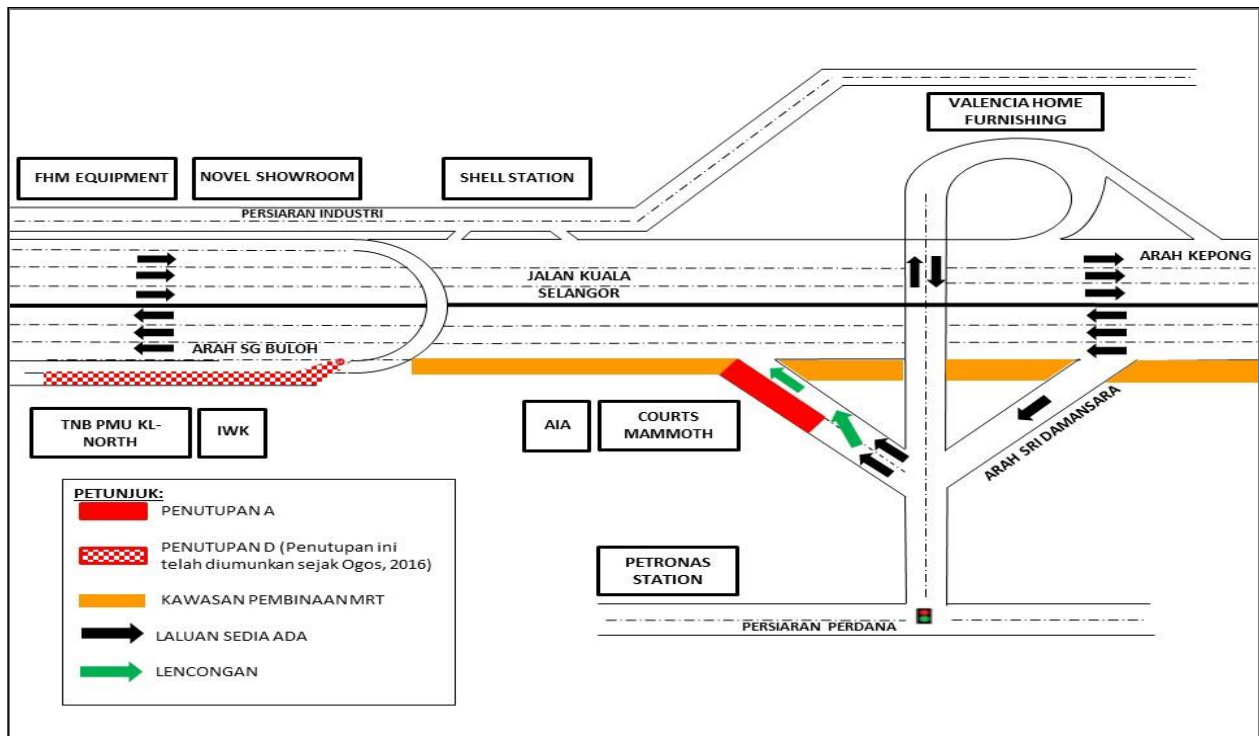 VALENCIA HOME
FURNISHING
FHM EQUIPMENT
NOVEL SHOWROOM
SHELL STATION
PERSIARAN INDUSTRI
ARAH KEPONG
JALAN KUALA
SELANGOR
ARAH SG BULOH
TNB PMU KL-
NORTH
IWK
AIA
COURTS
MAMMOTH
ARAH SRI DAMANSARA
PETUNJUK:
PENUTUPAN A
PENUTUPAN D (Penutupan ini
telah diumunkan sejak Ogos, 2016)
KAWASAN PEMBINAAN MRT
LALUAN SEDIA ADA
LENCONGAN
PETRONAS
STATION
PERSIARAN PERDANA